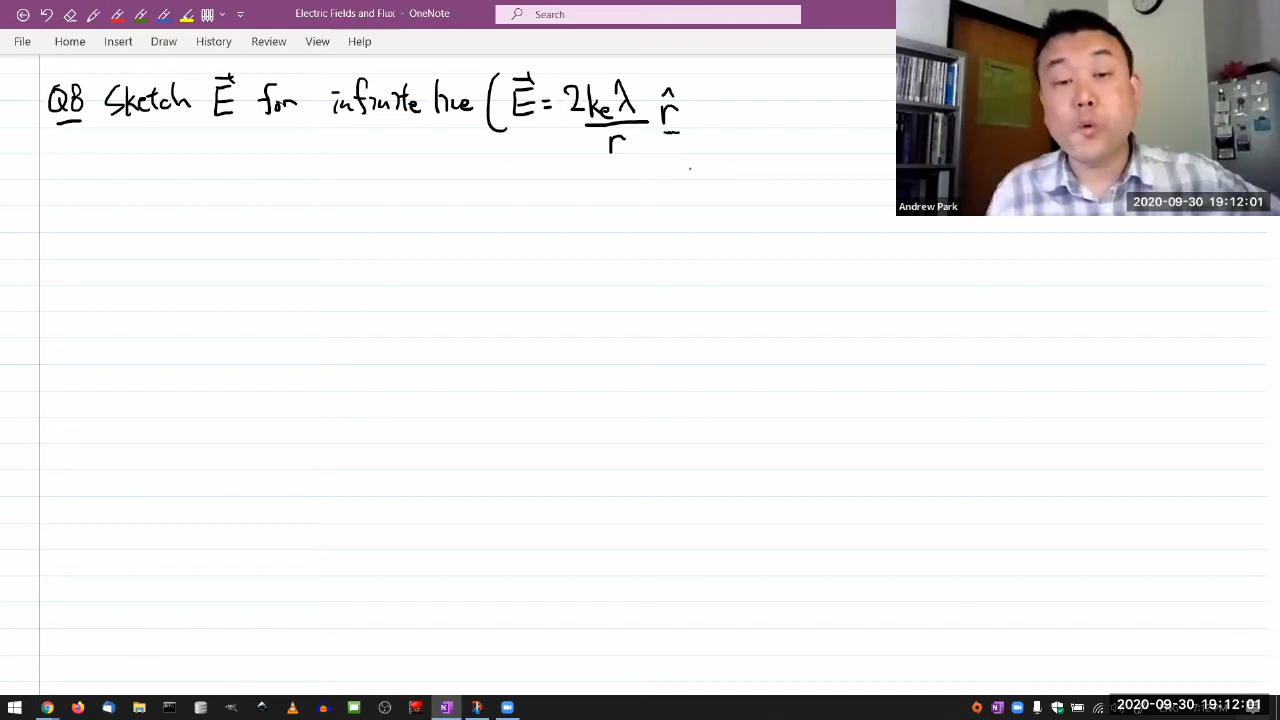 Electric Fields and Flux - OneNote
Search
File Home Insert Draw History Review View Help
Q8 Sketch E⃗ for infinite line (E⃗ = 2kₑλ r̂
r
Andrew Park
2020-09-30 19:12:01
2020-09-30 19:12:01